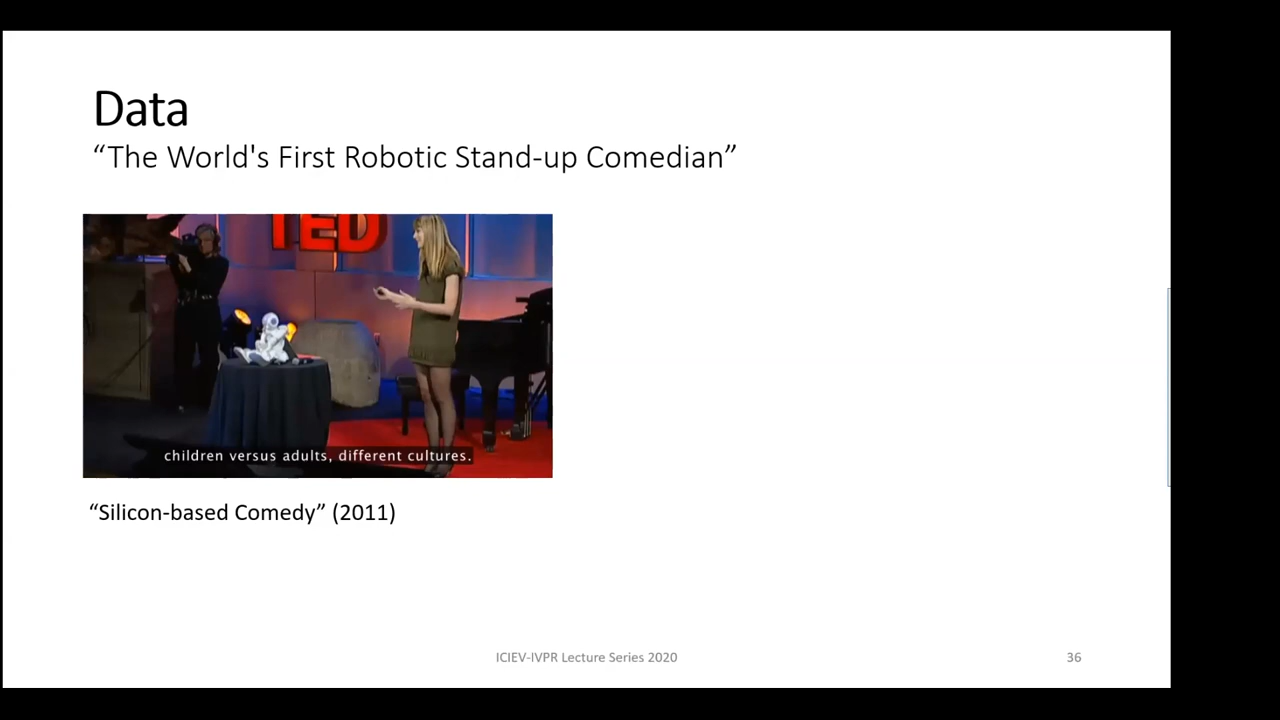 Data
“The World's First Robotic Stand-up Comedian”
TED
children versus adults, different cultures.
“Silicon-based Comedy” (2011)
ICIEV-IVPR Lecture Series 2020
36